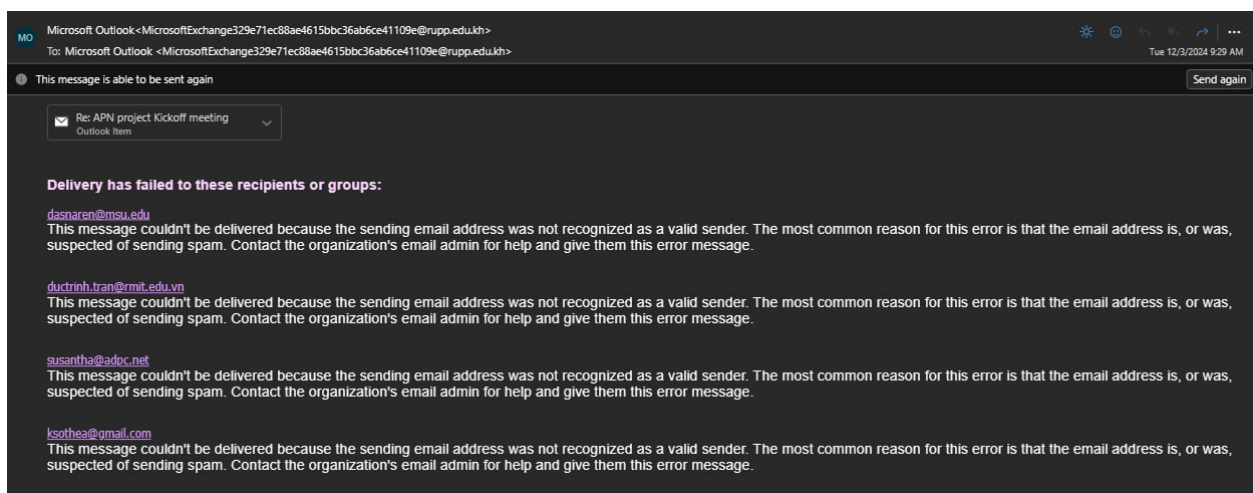 MO
Microsoft Outlook<MicrosoftExchange329e71ec88ae4615bbc36ab6ce41109e@rupp.edu.kh>
To: Microsoft Outlook <MicrosoftExchange329e71ec88ae4615bbc36ab6ce41109e@rupp.edu.kh>
Tue 12/3/2024 9:29 AM
This message is able to be sent again
Send again
Re: APN project Kickoff meeting
Outlook Item
Delivery has failed to these recipients or groups:
dasnaren@msu.edu
This message couldn't be delivered because the sending email address was not recognized as a valid sender. The most common reason for this error is that the email address is, or was,
suspected of sending spam. Contact the organization's email admin for help and give them this error message.
ductrinh.tran@rmit.edu.vn
This message couldn't be delivered because the sending email address was not recognized as a valid sender. The most common reason for this error is that the email address is, or was,
suspected of sending spam. Contact the organization's email admin for help and give them this error message.
susantha@adpc.net
This message couldn't be delivered because the sending email address was not recognized as a valid sender. The most common reason for this error is that the email address is, or was,
suspected of sending spam. Contact the organization's email admin for help and give them this error message.
ksothea@gmail.com
This message couldn't be delivered because the sending email address was not recognized as a valid sender. The most common reason for this error is that the email address is, or was,
suspected of sending spam. Contact the organization's email admin for help and give them this error message.